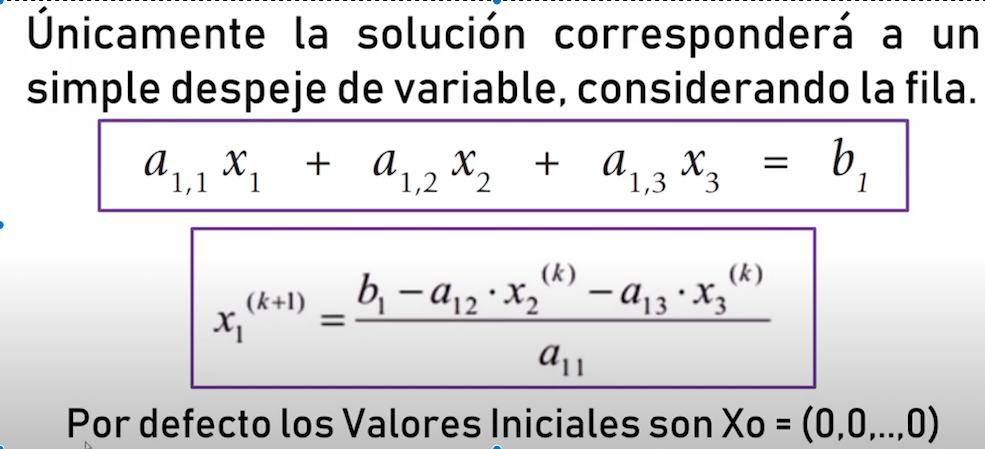 Únicamente la solución corresponderá a un
simple despeje de variable, considerando la fila.
a₁,₁ x₁ + a₁,₂ x₂ + a₁,₃ x₃ = b₁
x₁⁽ᵏ⁺¹⁾ = (b₁ − a₁₂ · x₂⁽ᵏ⁾ − a₁₃ · x₃⁽ᵏ⁾) / a₁₁
Por defecto los Valores Iniciales son Xo = (0,0,..,0)